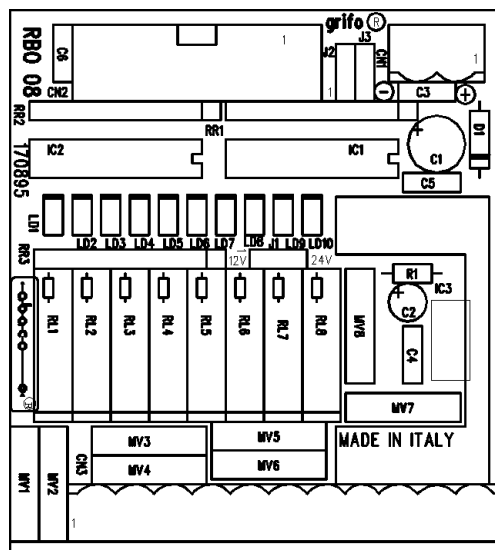 RBO 08
170895
C6
1
grifo®
J2
J3
CN1
1
CN2
1
C3
RR2
RR1
D1
IC2
IC1
C1
C5
LD1
LD2
LD3
LD4
LD5
LD6
LD7
LD8
J1
LD9
LD10
RR3
12V
24V
RL1
RL2
RL3
RL4
RL5
RL6
RL7
RL8
R1
IC3
C2
C4
MV8
MV7
MV3
MV5
MADE IN ITALY
CN3
MV4
MV6
MV1
MV2
1